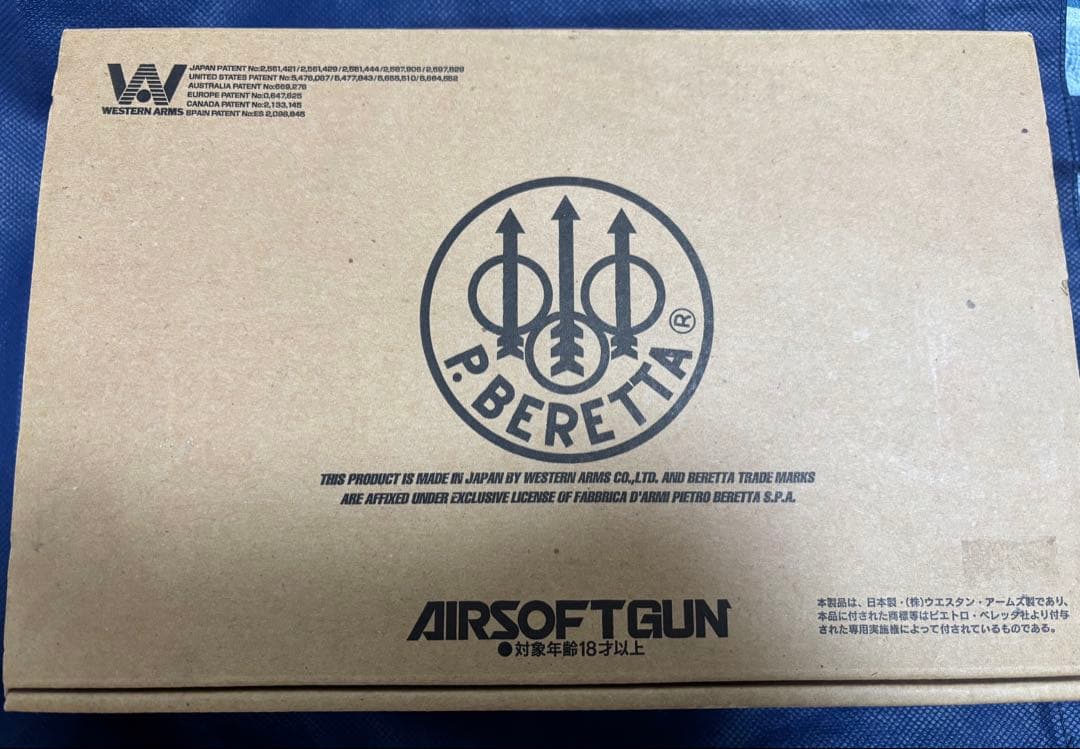 JAPAN PATENT No:2,561,421/2,561,429/2,561,444/2,587,906/2,597,829
UNITED STATES PATENT No:5,476,087/5,477,843/5,655,510/5,664,552
AUSTRALIA PATENT No:669,276
EUROPE PATENT No:0,647,825
CANADA PATENT No:2,133,145
WESTERN ARMS SPAIN PATENT No:ES 2,098,846
P. BERETTA ®
THIS PRODUCT IS MADE IN JAPAN BY WESTERN ARMS CO.,LTD. AND BERETTA TRADE MARKS
ARE AFFIXED UNDER EXCLUSIVE LICENSE OF FABBRICA D'ARMI PIETRO BERETTA S.P.A.
AIRSOFTGUN
●対象年齢18才以上
本製品は、日本製・(株)ウエスタン・アームズ製であり、
本品に付された商標等はピエトロ・ベレッタ社より付与
された専用実施権によって付されているものである。